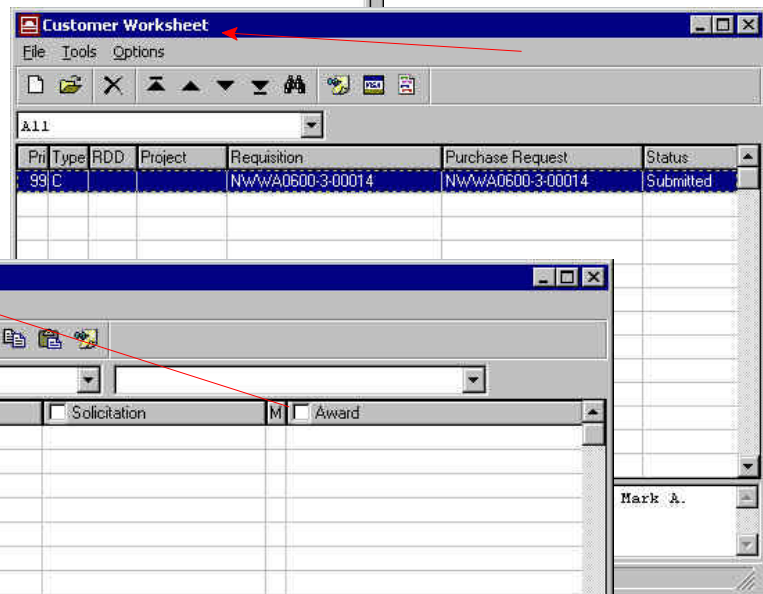 Customer Worksheet
File Tools Options
VISA
All
Pri Type RDD Project Requisition Purchase Request Status
99 C NWWA0600-3-00014 NWWA0600-3-00014 Submitted
Solicitation M Award
Mark A.